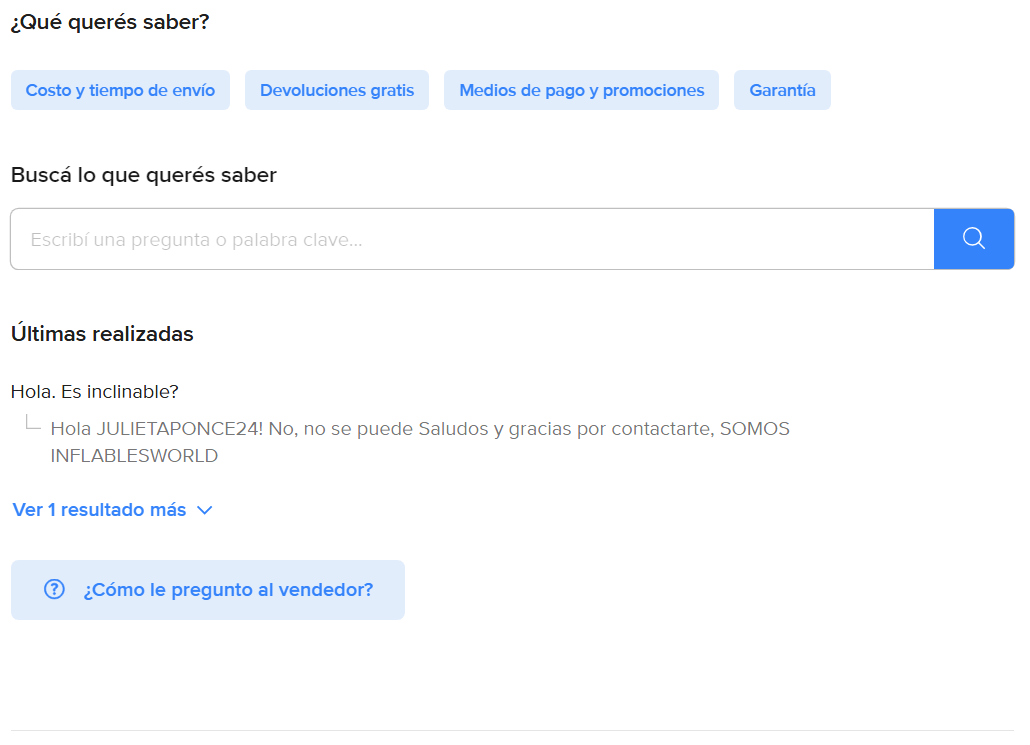 ¿Qué querés saber?
Costo y tiempo de envío
Devoluciones gratis
Medios de pago y promociones
Garantía
Buscá lo que querés saber
Escribí una pregunta o palabra clave...
Últimas realizadas
Hola. Es inclinable?
Hola JULIETAPONCE24! No, no se puede Saludos y gracias por contactarte, SOMOS
INFLABLESWORLD
Ver 1 resultado más
¿Cómo le pregunto al vendedor?